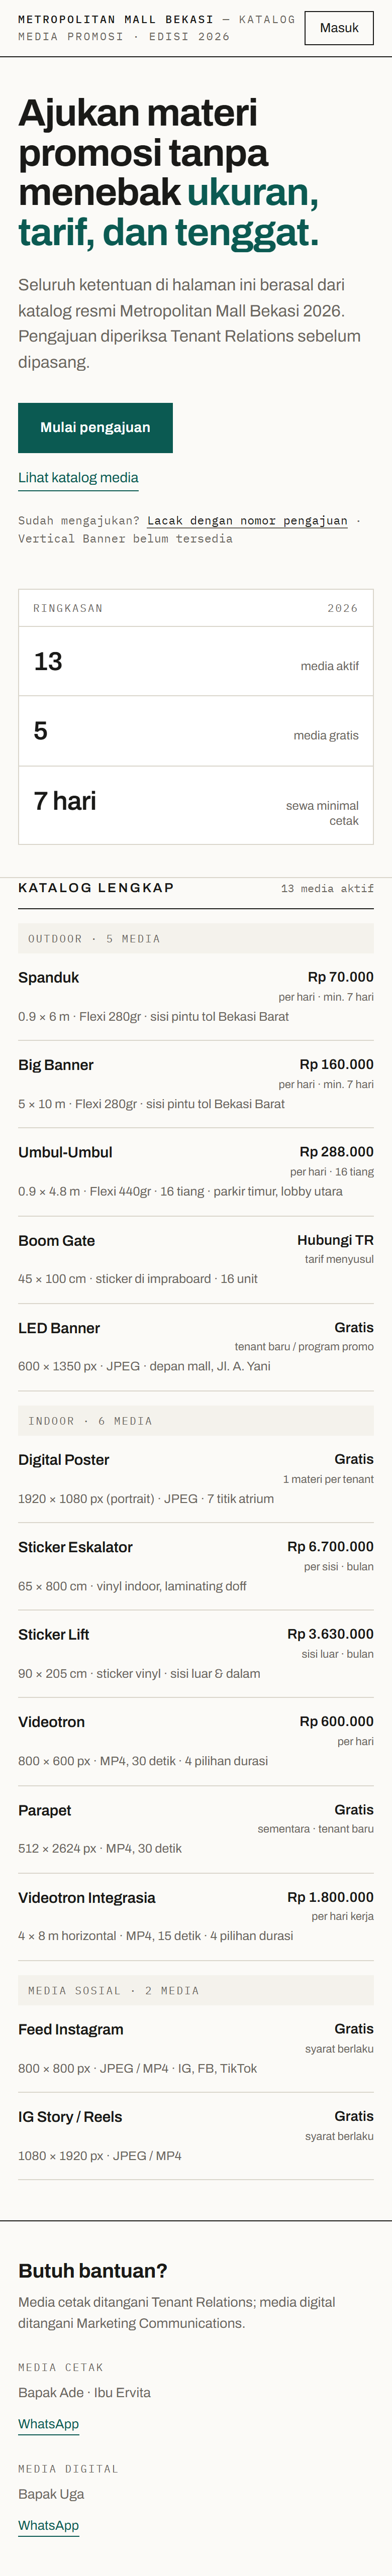 METROPOLITAN MALL BEKASI — KATALOG
MEDIA PROMOSI · EDISI 2026
Masuk
Ajukan materi
promosi tanpa
menebak ukuran,
tarif, dan tenggat.
Seluruh ketentuan di halaman ini berasal dari
katalog resmi Metropolitan Mall Bekasi 2026.
Pengajuan diperiksa Tenant Relations sebelum
dipasang.
Mulai pengajuan
Lihat katalog media
Sudah mengajukan? Lacak dengan nomor pengajuan ·
Vertical Banner belum tersedia
RINGKASAN 2026
13 media aktif
5 media gratis
7 hari sewa minimal
cetak
KATALOG LENGKAP 13 media aktif
OUTDOOR · 5 MEDIA
Spanduk Rp 70.000
per hari · min. 7 hari
0.9 × 6 m · Flexi 280gr · sisi pintu tol Bekasi Barat
Big Banner Rp 160.000
per hari · min. 7 hari
5 × 10 m · Flexi 280gr · sisi pintu tol Bekasi Barat
Umbul-Umbul Rp 288.000
per hari · 16 tiang
0.9 × 4.8 m · Flexi 440gr · 16 tiang · parkir timur, lobby utara
Boom Gate Hubungi TR
tarif menyusul
45 × 100 cm · sticker di impraboard · 16 unit
LED Banner Gratis
tenant baru / program promo
600 × 1350 px · JPEG · depan mall, Jl. A. Yani
INDOOR · 6 MEDIA
Digital Poster Gratis
1 materi per tenant
1920 × 1080 px (portrait) · JPEG · 7 titik atrium
Sticker Eskalator Rp 6.700.000
per sisi · bulan
65 × 800 cm · vinyl indoor, laminating doff
Sticker Lift Rp 3.630.000
sisi luar · bulan
90 × 205 cm · sticker vinyl · sisi luar & dalam
Videotron Rp 600.000
per hari
800 × 600 px · MP4, 30 detik · 4 pilihan durasi
Parapet Gratis
sementara · tenant baru
512 × 2624 px · MP4, 30 detik
Videotron Integrasia Rp 1.800.000
per hari kerja
4 × 8 m horizontal · MP4, 15 detik · 4 pilihan durasi
MEDIA SOSIAL · 2 MEDIA
Feed Instagram Gratis
syarat berlaku
800 × 800 px · JPEG / MP4 · IG, FB, TikTok
IG Story / Reels Gratis
syarat berlaku
1080 × 1920 px · JPEG / MP4
Butuh bantuan?
Media cetak ditangani Tenant Relations; media digital
ditangani Marketing Communications.
MEDIA CETAK
Bapak Ade · Ibu Ervita
WhatsApp
MEDIA DIGITAL
Bapak Uga
WhatsApp